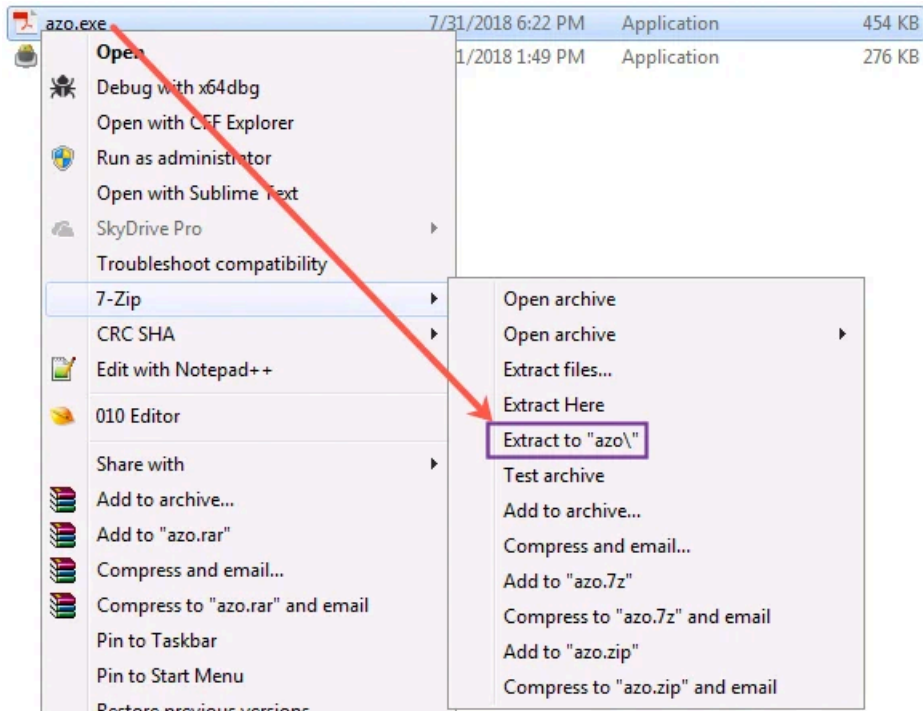 azo.exe 7/31/2018 6:22 PM Application 454 KB
1/2018 1:49 PM Application 276 KB
Open
Debug with x64dbg
Open with CFF Explorer
Run as administrator
Open with Sublime Text
SkyDrive Pro
Troubleshoot compatibility
7-Zip
CRC SHA
Edit with Notepad++
010 Editor
Share with
Add to archive...
Add to "azo.rar"
Compress and email...
Compress to "azo.rar" and email
Pin to Taskbar
Pin to Start Menu
Restore previous versions
Open archive
Open archive
Extract files...
Extract Here
Extract to "azo\"
Test archive
Add to archive...
Compress and email...
Add to "azo.7z"
Compress to "azo.7z" and email
Add to "azo.zip"
Compress to "azo.zip" and email